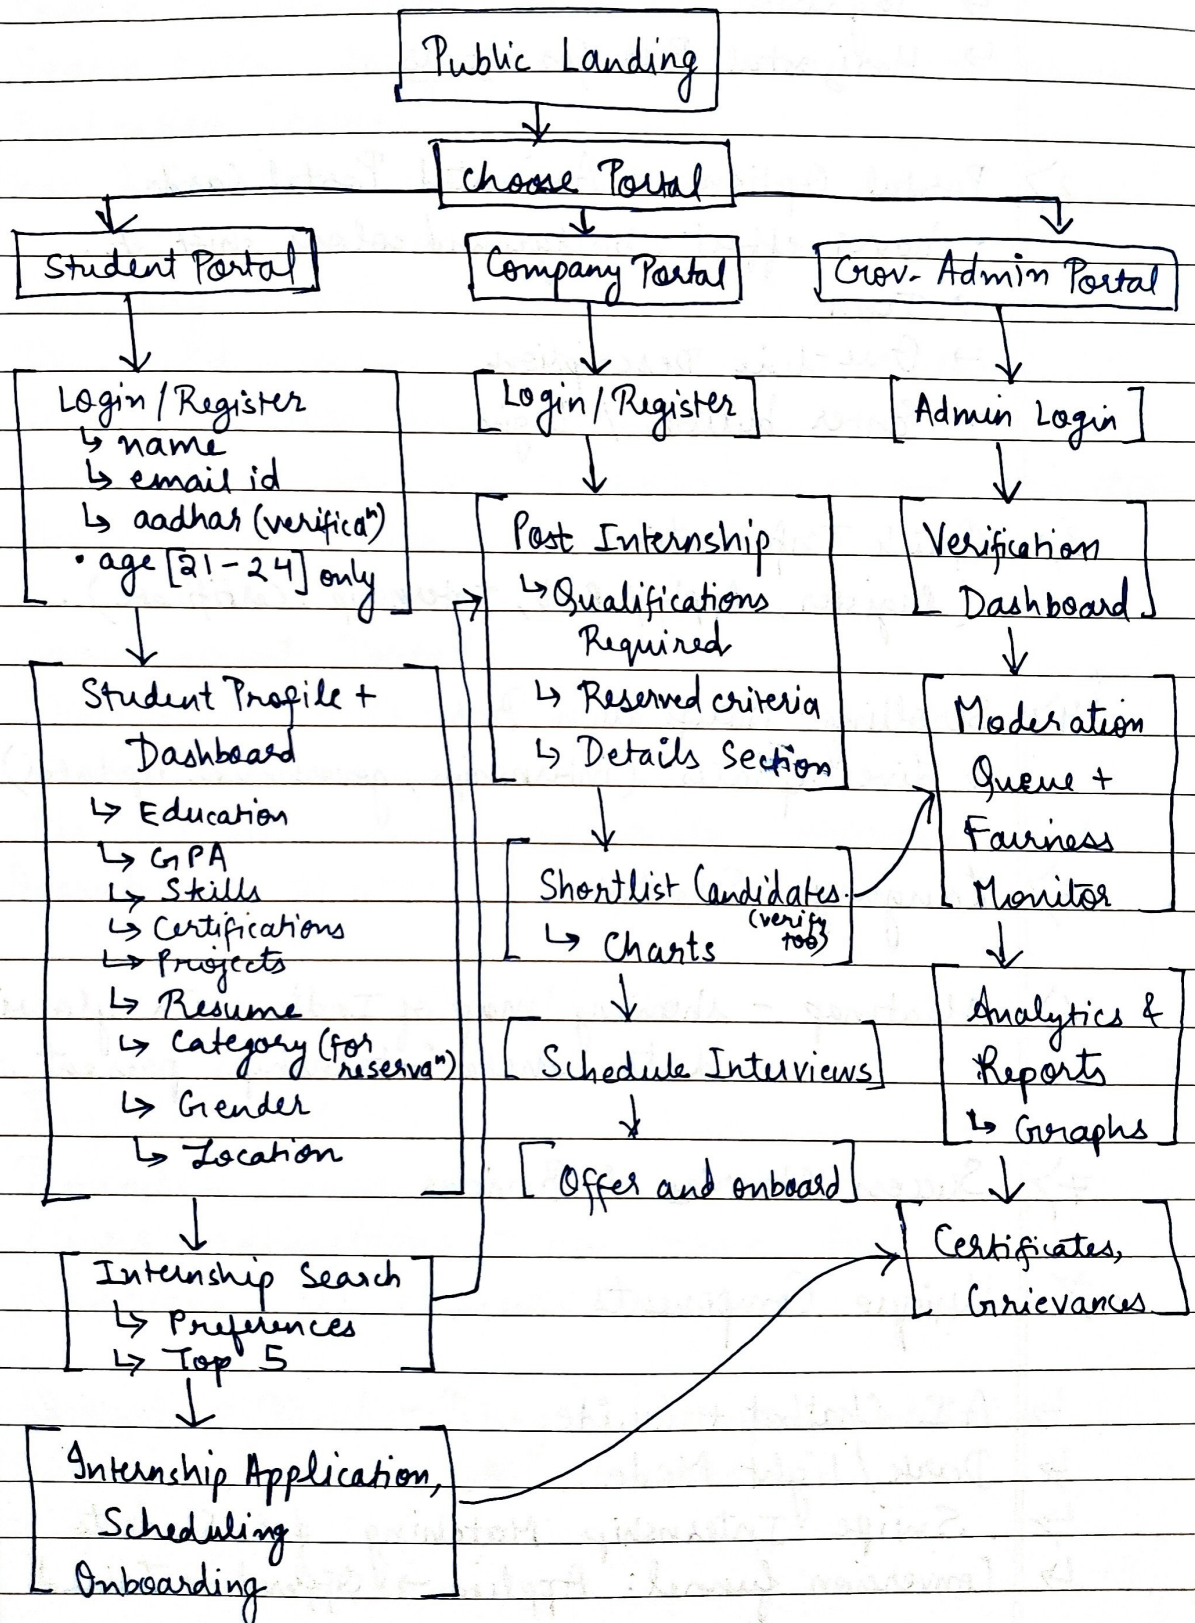 Public Landing
Choose Portal
Student Portal
Company Portal
Gov. Admin Portal
Login / Register
↳ name
↳ email id
↳ aadhar (verificaⁿ)
• age [21-24] only
Student Profile +
Dashboard
↳ Education
↳ GPA
↳ Skills
↳ Certifications
↳ Projects
↳ Resume
↳ Category (for
reservaⁿ)
↳ Gender
↳ Location
Internship Search
↳ Preferences
↳ Top 5
Internship Application,
Scheduling
Onboarding
Login / Register
Post Internship
↳ Qualifications
Required
↳ Reserved criteria
↳ Details Section
Shortlist Candidates.
(verify
too)
↳ Charts
Schedule Interviews
Offer and onboard
Admin Login
Verification
Dashboard
Moderation
Queue +
Fairness
Monitor
Analytics &
Reports
↳ Graphs
Certificates,
Grievances